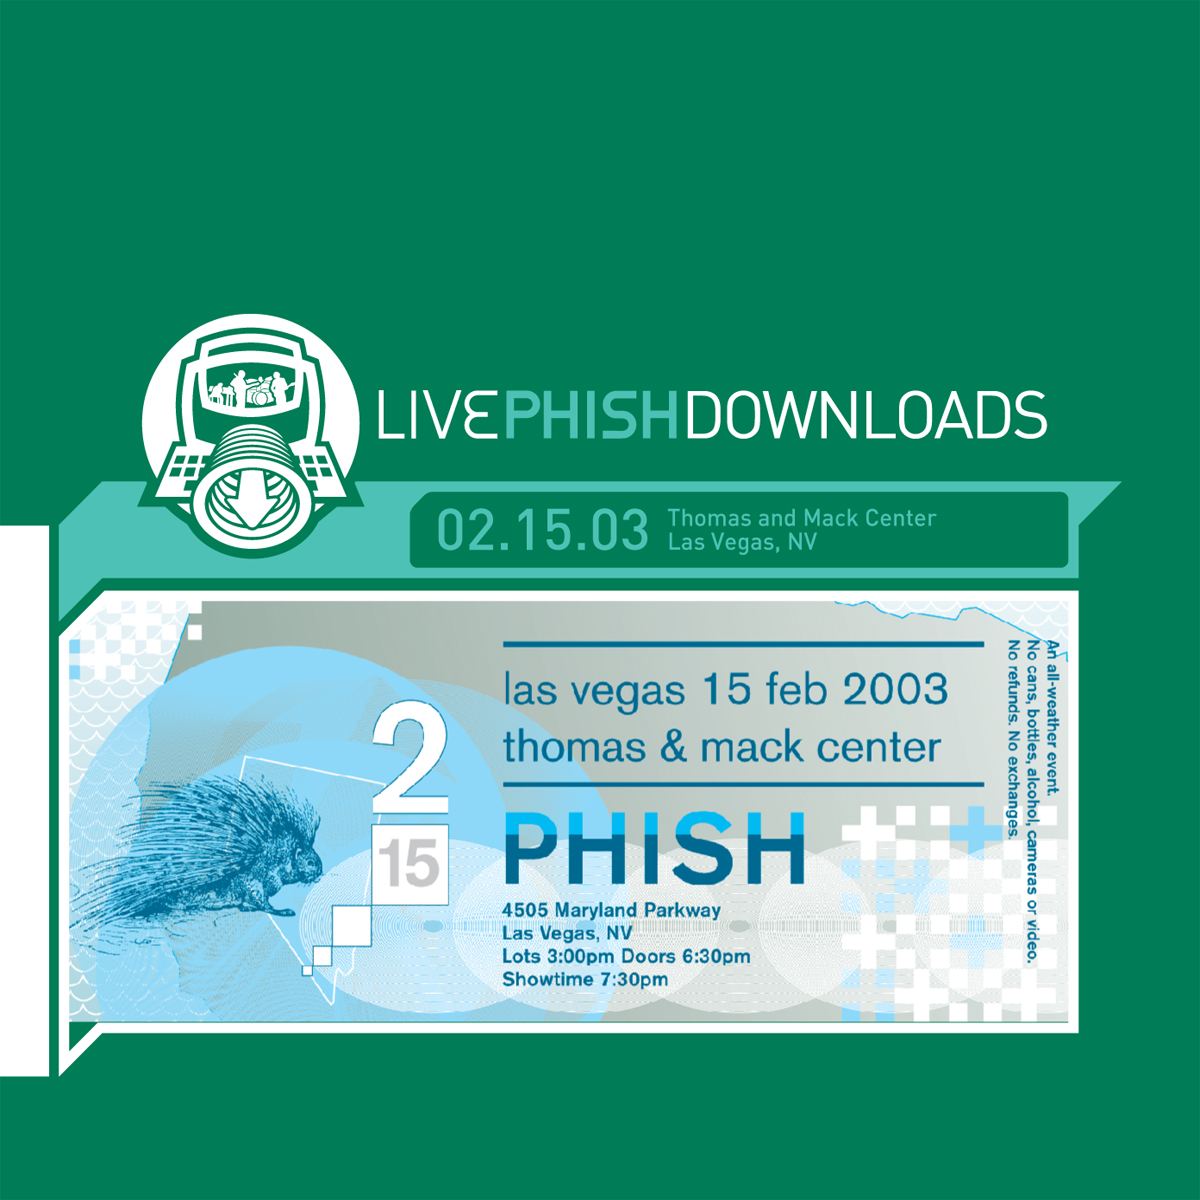 LIVEPHISHDOWNLOADS
02.15.03
Thomas and Mack Center
Las Vegas, NV
las vegas 15 feb 2003
thomas & mack center
2
15
PHISH
4505 Maryland Parkway
Las Vegas, NV
Lots 3:00pm Doors 6:30pm
Showtime 7:30pm
An all-weather event.
No cans, bottles, alcohol, cameras or video.
No refunds. No exchanges.